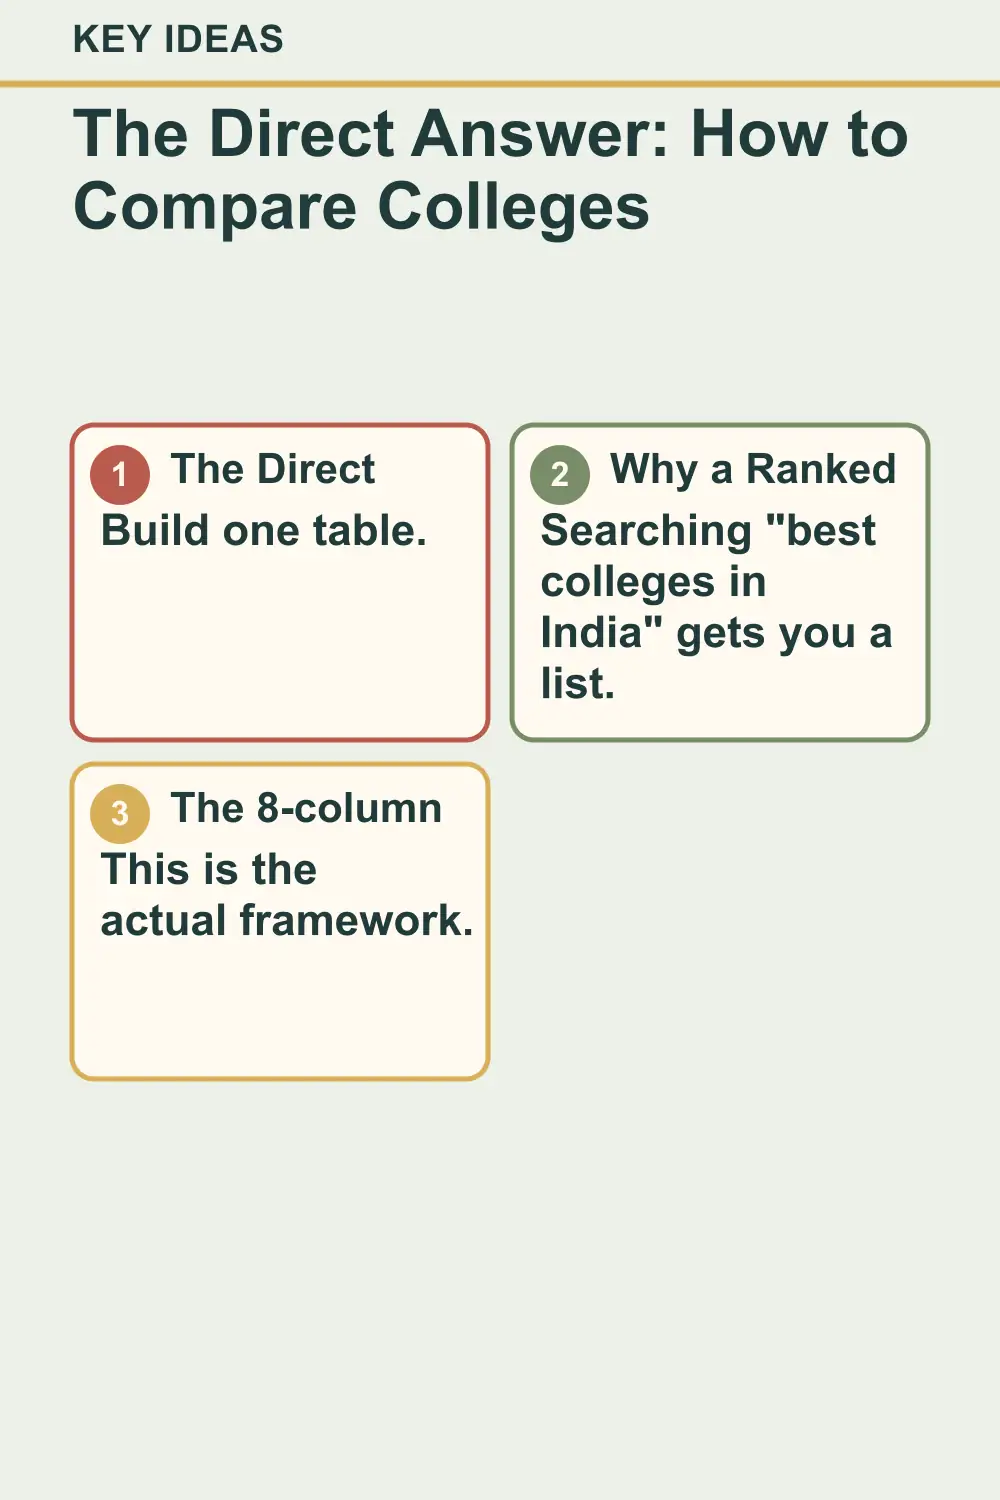 KEY IDEAS
The Direct Answer: How to
Compare Colleges
1 The Direct
Build one table.
2 Why a Ranked
Searching "best
colleges in
India" gets you a
list.
3 The 8-column
This is the
actual framework.